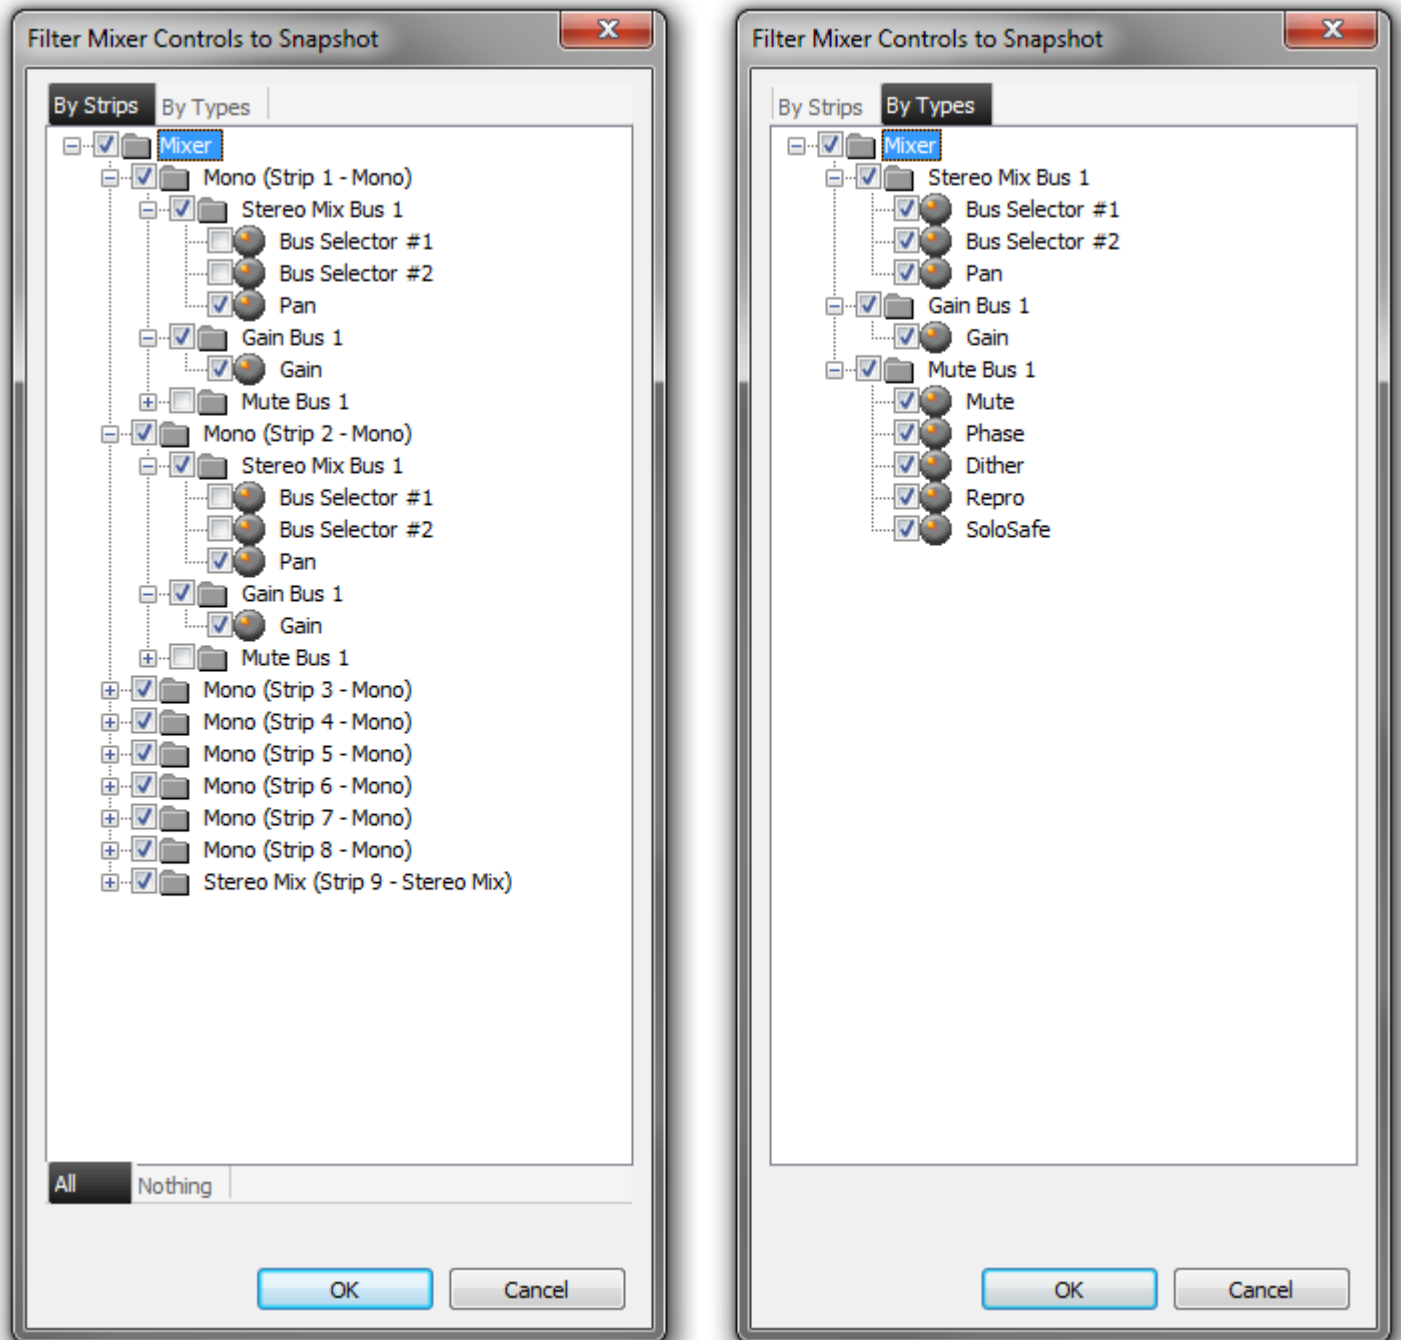 Filter Mixer Controls to Snapshot
By Strips By Types
Mixer
Mono (Strip 1 - Mono)
Stereo Mix Bus 1
Bus Selector #1
Bus Selector #2
Pan
Gain Bus 1
Gain
Mute Bus 1
Mono (Strip 2 - Mono)
Stereo Mix Bus 1
Bus Selector #1
Bus Selector #2
Pan
Gain Bus 1
Gain
Mute Bus 1
Mono (Strip 3 - Mono)
Mono (Strip 4 - Mono)
Mono (Strip 5 - Mono)
Mono (Strip 6 - Mono)
Mono (Strip 7 - Mono)
Mono (Strip 8 - Mono)
Stereo Mix (Strip 9 - Stereo Mix)
All Nothing
OK Cancel
Filter Mixer Controls to Snapshot
By Strips By Types
Mixer
Stereo Mix Bus 1
Bus Selector #1
Bus Selector #2
Pan
Gain Bus 1
Gain
Mute Bus 1
Mute
Phase
Dither
Repro
SoloSafe
OK Cancel